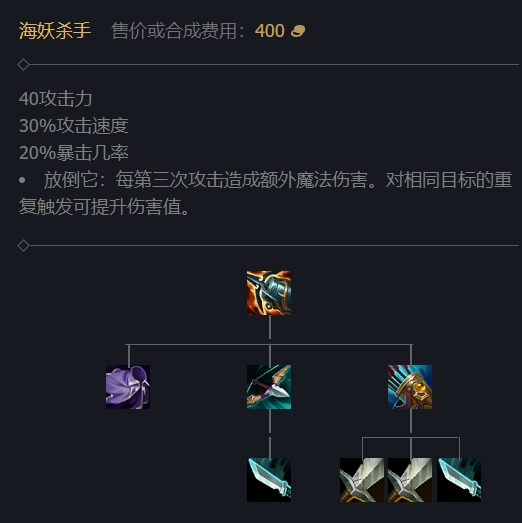 海妖杀手 售价或合成费用：400
40攻击力
30%攻击速度
20%暴击几率
• 放倒它：每第三次攻击造成额外魔法伤害。对相同目标的重
复触发可提升伤害值。